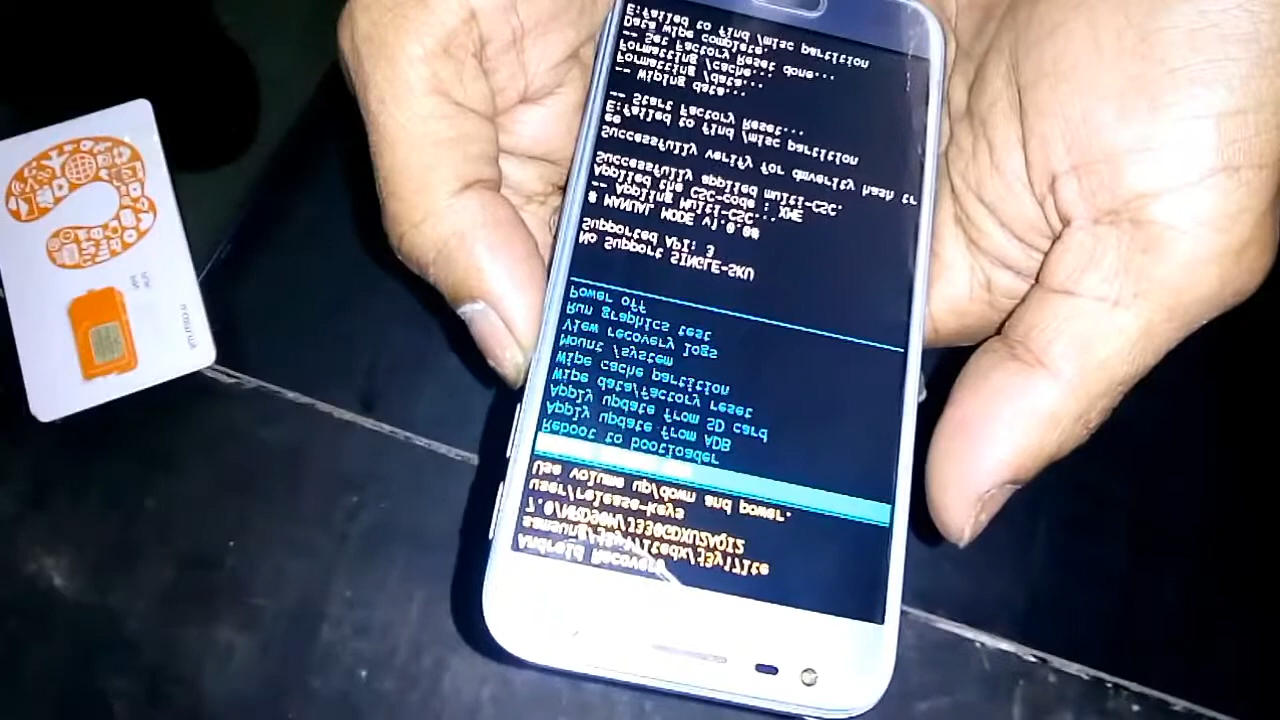 Android Recovery
samsung/j3y17ltedx/j3y17lte
7.0/NRD90M/J330GDXU2AQI2
user/release-keys
Use volume up/down and power.
Reboot to bootloader
Apply update from ADB
Apply update from SD card
Wipe data/factory reset
Wipe cache partition
Mount /system
View recovery logs
Run graphics test
Power off
No Support SINGLE-SKU
Supported API: 3
# MANUAL MODE v1.0.0#
-- Appling Multi-CSC...
Applied the CSC-code : XME
Successfully applied multi-CSC.
Successfully verify for dmverity hash tr
ee
E:failed to find /misc partition
-- Start Factory Reset...
-- Wiping data...
Formatting /data...
Formatting /cache...
-- Set Factory Reset done...
Data wipe complete.
E:failed to find /misc partition